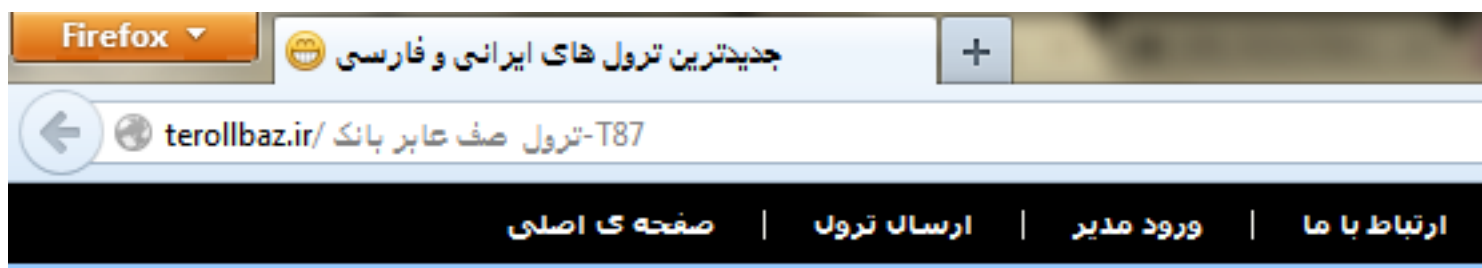 Firefox
جدیدترین ترول های ایرانی و فارسی
terollbaz.ir/ترول صف عابر بانک-T87
صفحه ی اصلی | ارسال ترول | ورود مدیر | ارتباط با ما